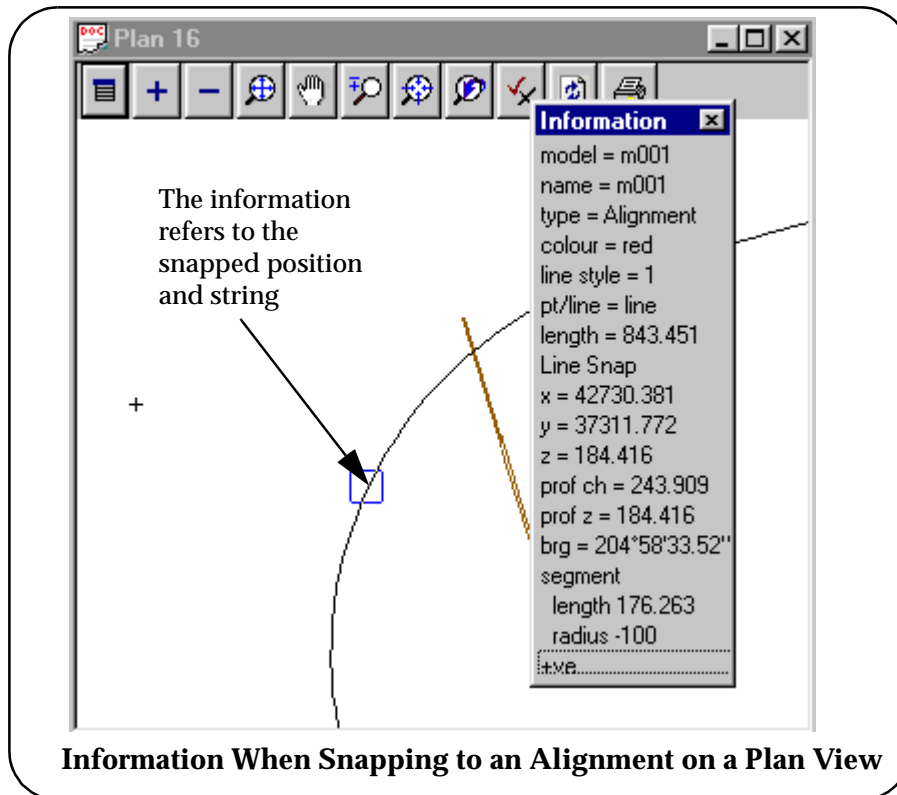 DOC
Plan 16
Information
model = m001
name = m001
type = Alignment
colour = red
line style = 1
pt/line = line
length = 843.451
Line Snap
x = 42730.381
y = 37311.772
z = 184.416
prof ch = 243.909
prof z = 184.416
brg = 204°58'33.52"
segment
length 176.263
radius -100
+ve
The information
refers to the
snapped position
and string
Information When Snapping to an Alignment on a Plan View